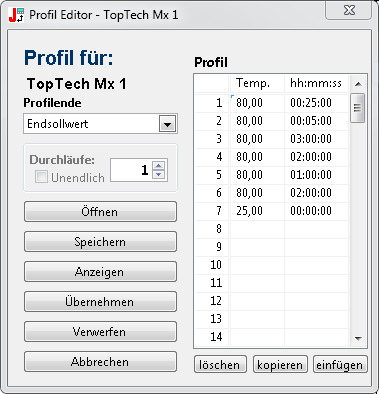 Profil Editor - TopTech Mx 1
Profil für:
TopTech Mx 1
Profilende
Endsollwert
Durchläufe:
Unendlich
1
Öffnen
Speichern
Anzeigen
Übernehmen
Verwerfen
Abbrechen
Profil
Temp. hh:mm:ss
1 80,00 00:25:00
2 80,00 00:05:00
3 80,00 03:00:00
4 80,00 02:00:00
5 80,00 01:00:00
6 80,00 02:00:00
7 25,00 00:00:00
8
9
10
11
12
13
14
löschen kopieren einfügen